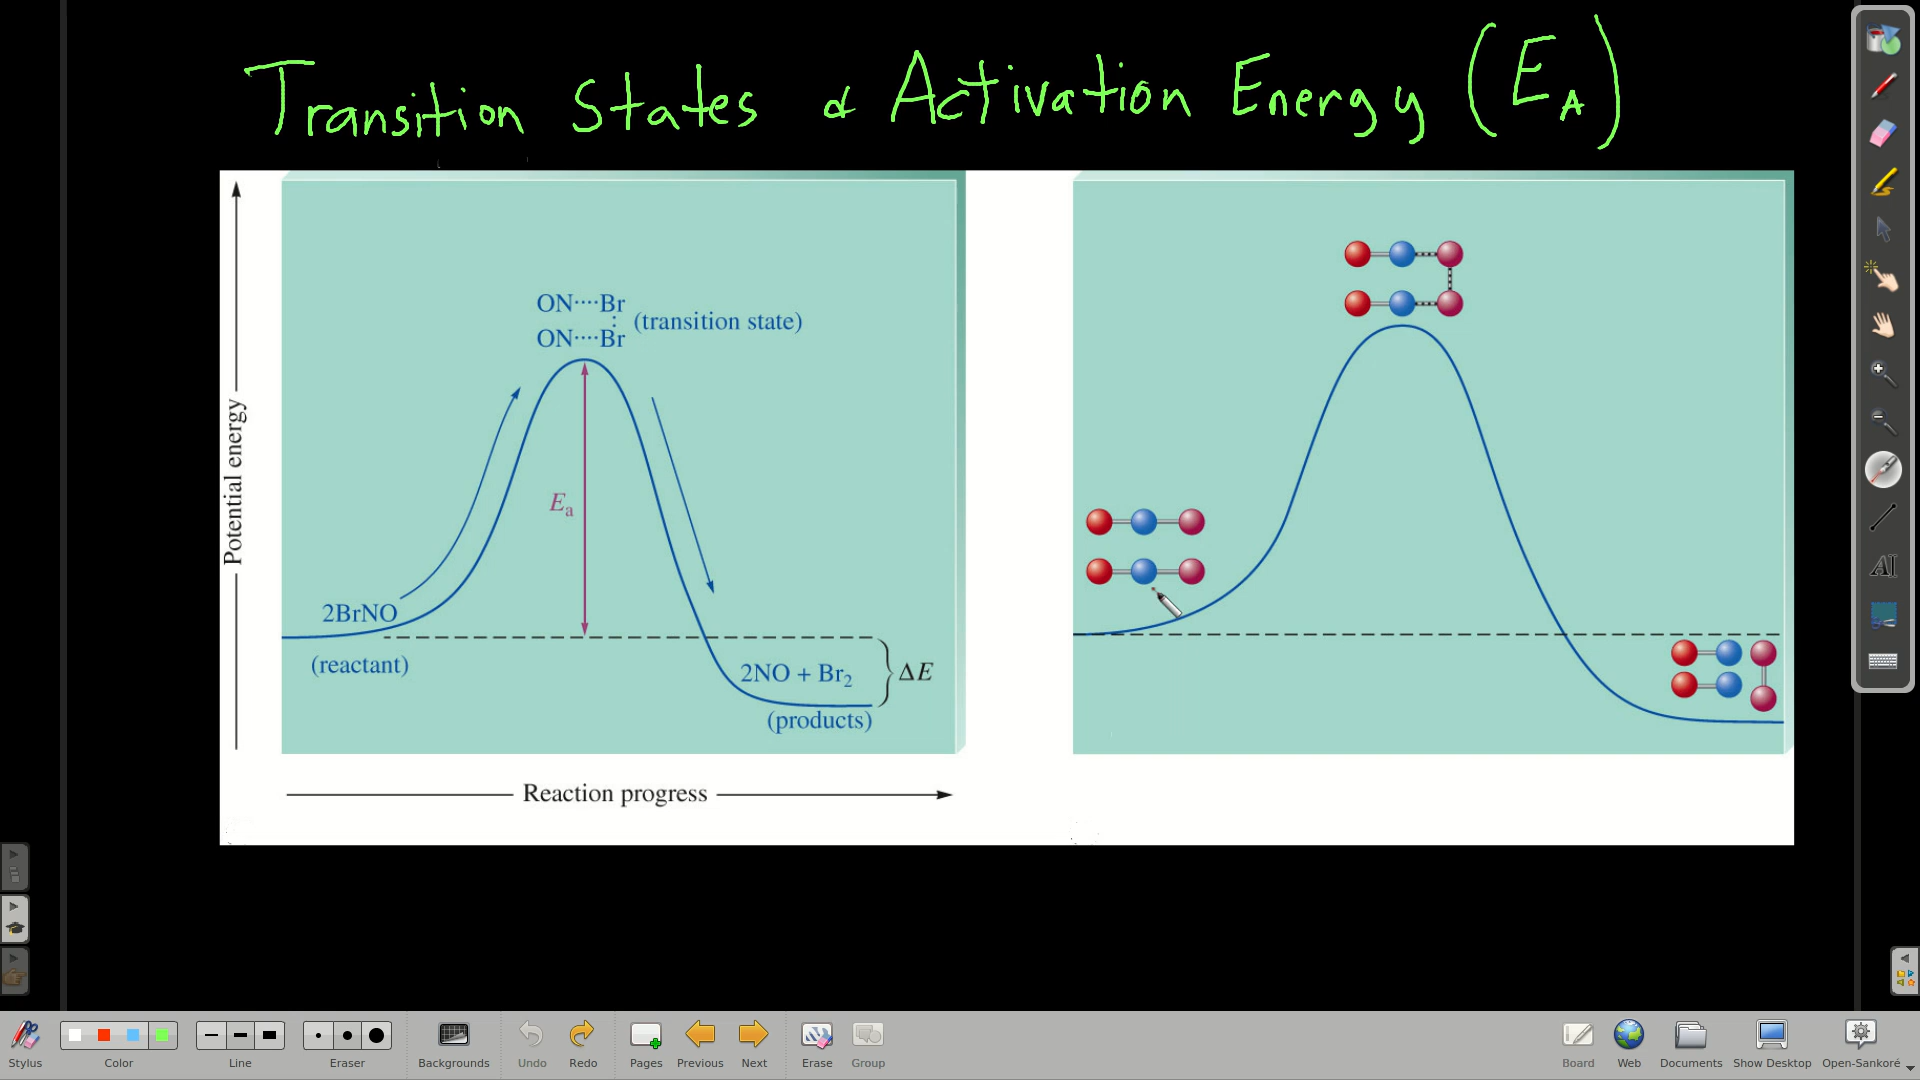 Transition States & Activation Energy (EA)
Potential energy
ON····Br
(transition state)
ON····Br
Ea
2BrNO
(reactant)
2NO + Br2
ΔE
(products)
Reaction progress
AI
Stylus
Color
Line
Eraser
Backgrounds
Undo
Redo
Pages
Previous
Next
Erase
Group
Board
Web
Documents
Show Desktop
Open-Sankoré